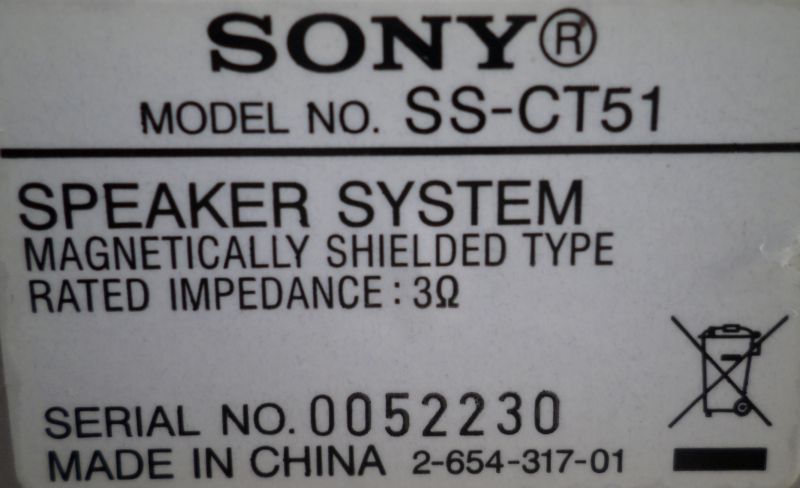 SONY®
MODEL NO. SS-CT51
SPEAKER SYSTEM
MAGNETICALLY SHIELDED TYPE
RATED IMPEDANCE : 3Ω
SERIAL NO. 0052230
MADE IN CHINA 2-654-317-01